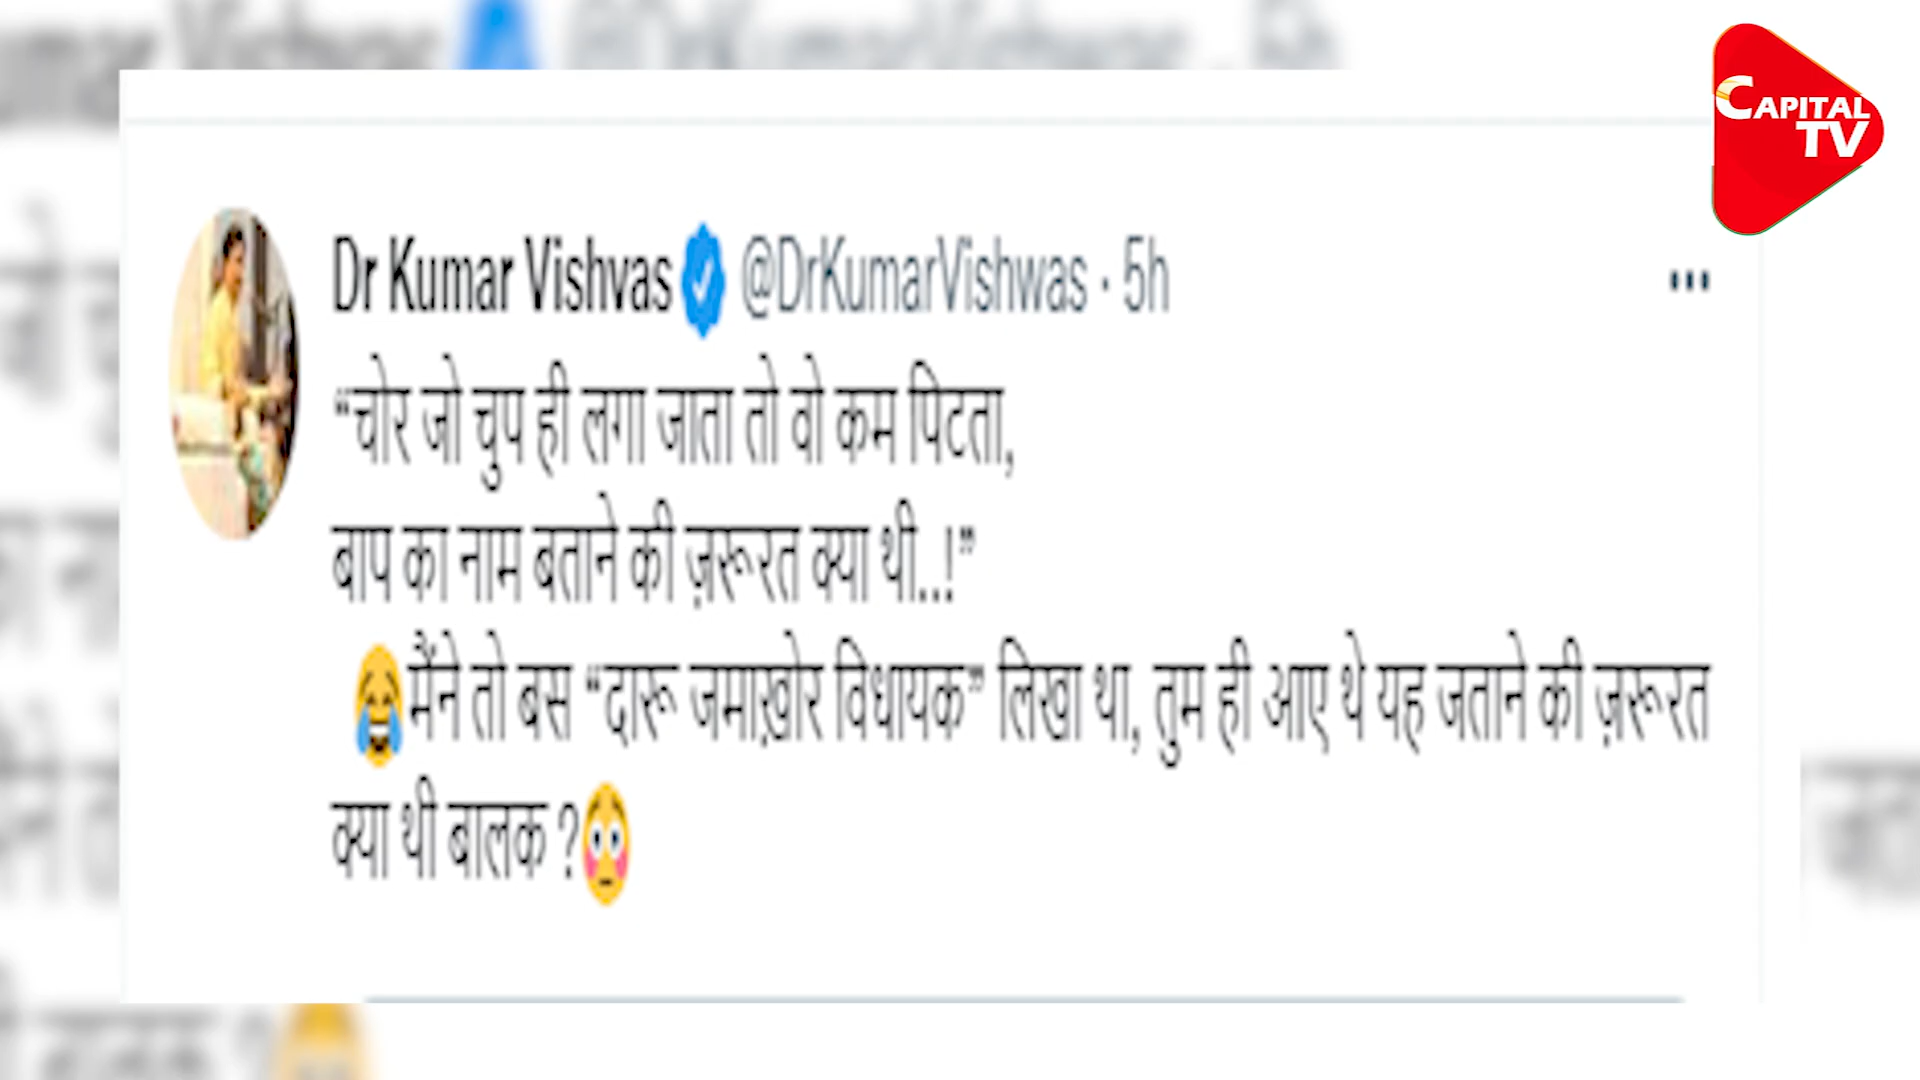 CAPITAL
TV
Dr Kumar Vishvas @DrKumarVishwas · 5h
“चोर जो चुप ही लगा जाता तो वो कम पिटता,
बाप का नाम बताने की ज़रूरत क्या थी..!”
😂मैंने तो बस “दारू जमाख़ोर विधायक” लिखा था, तुम ही आए थे यह जताने की ज़रूरत
क्या थी बालक ?😳